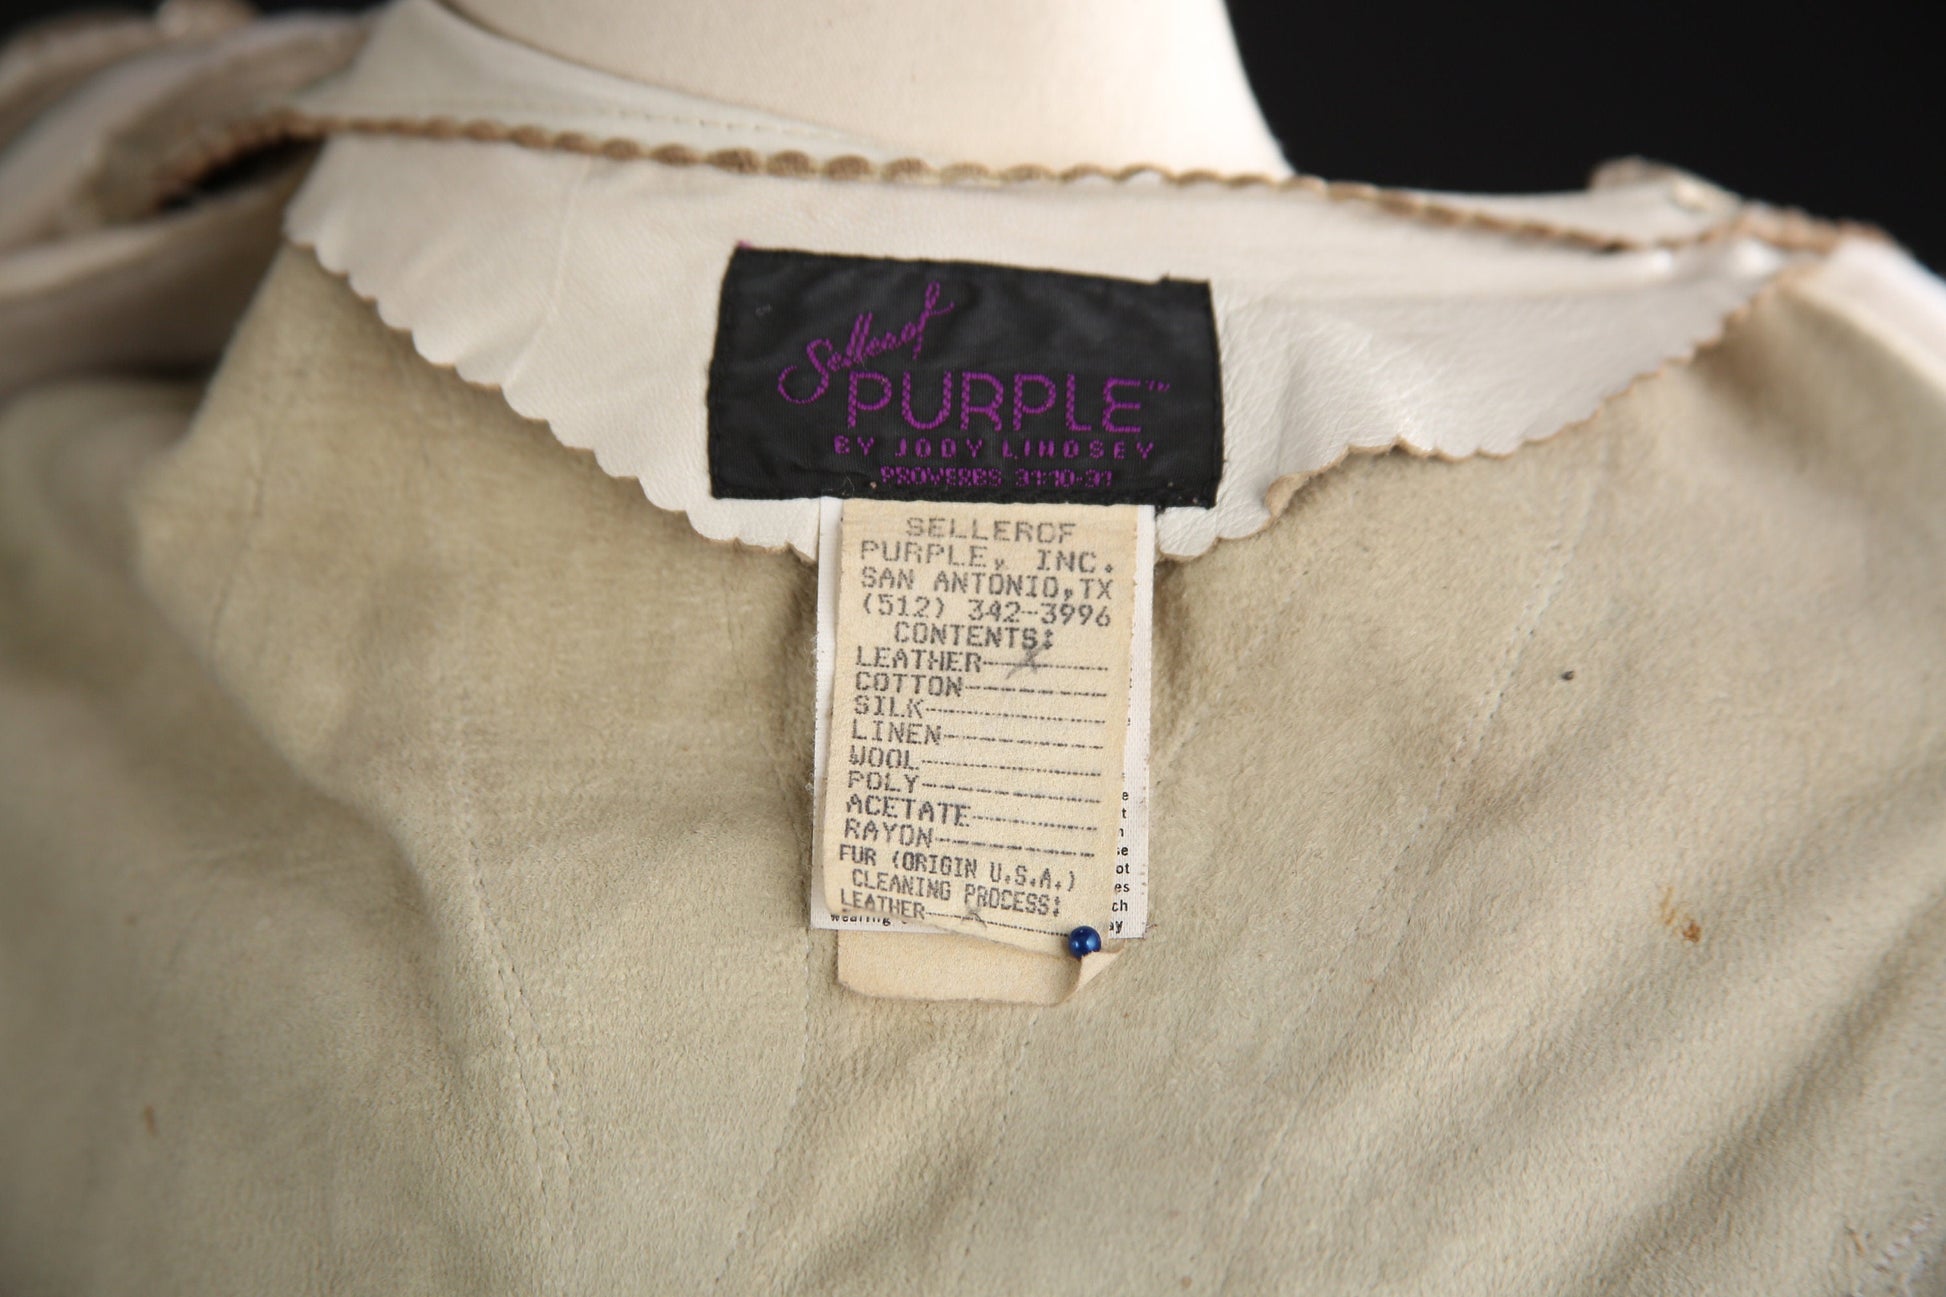 Seller of
PURPLE™
BY JODY LINDSEY
PROVERBS 31:10-31
SELLEROF
PURPLE, INC.
SAN ANTONIO, TX
(512) 342-3996
CONTENTS:
LEATHER X
COTTON
SILK
LINEN
WOOL
POLY
ACETATE
RAYON
FUR (ORIGIN U.S.A.)
CLEANING PROCESS:
LEATHER X
wearing